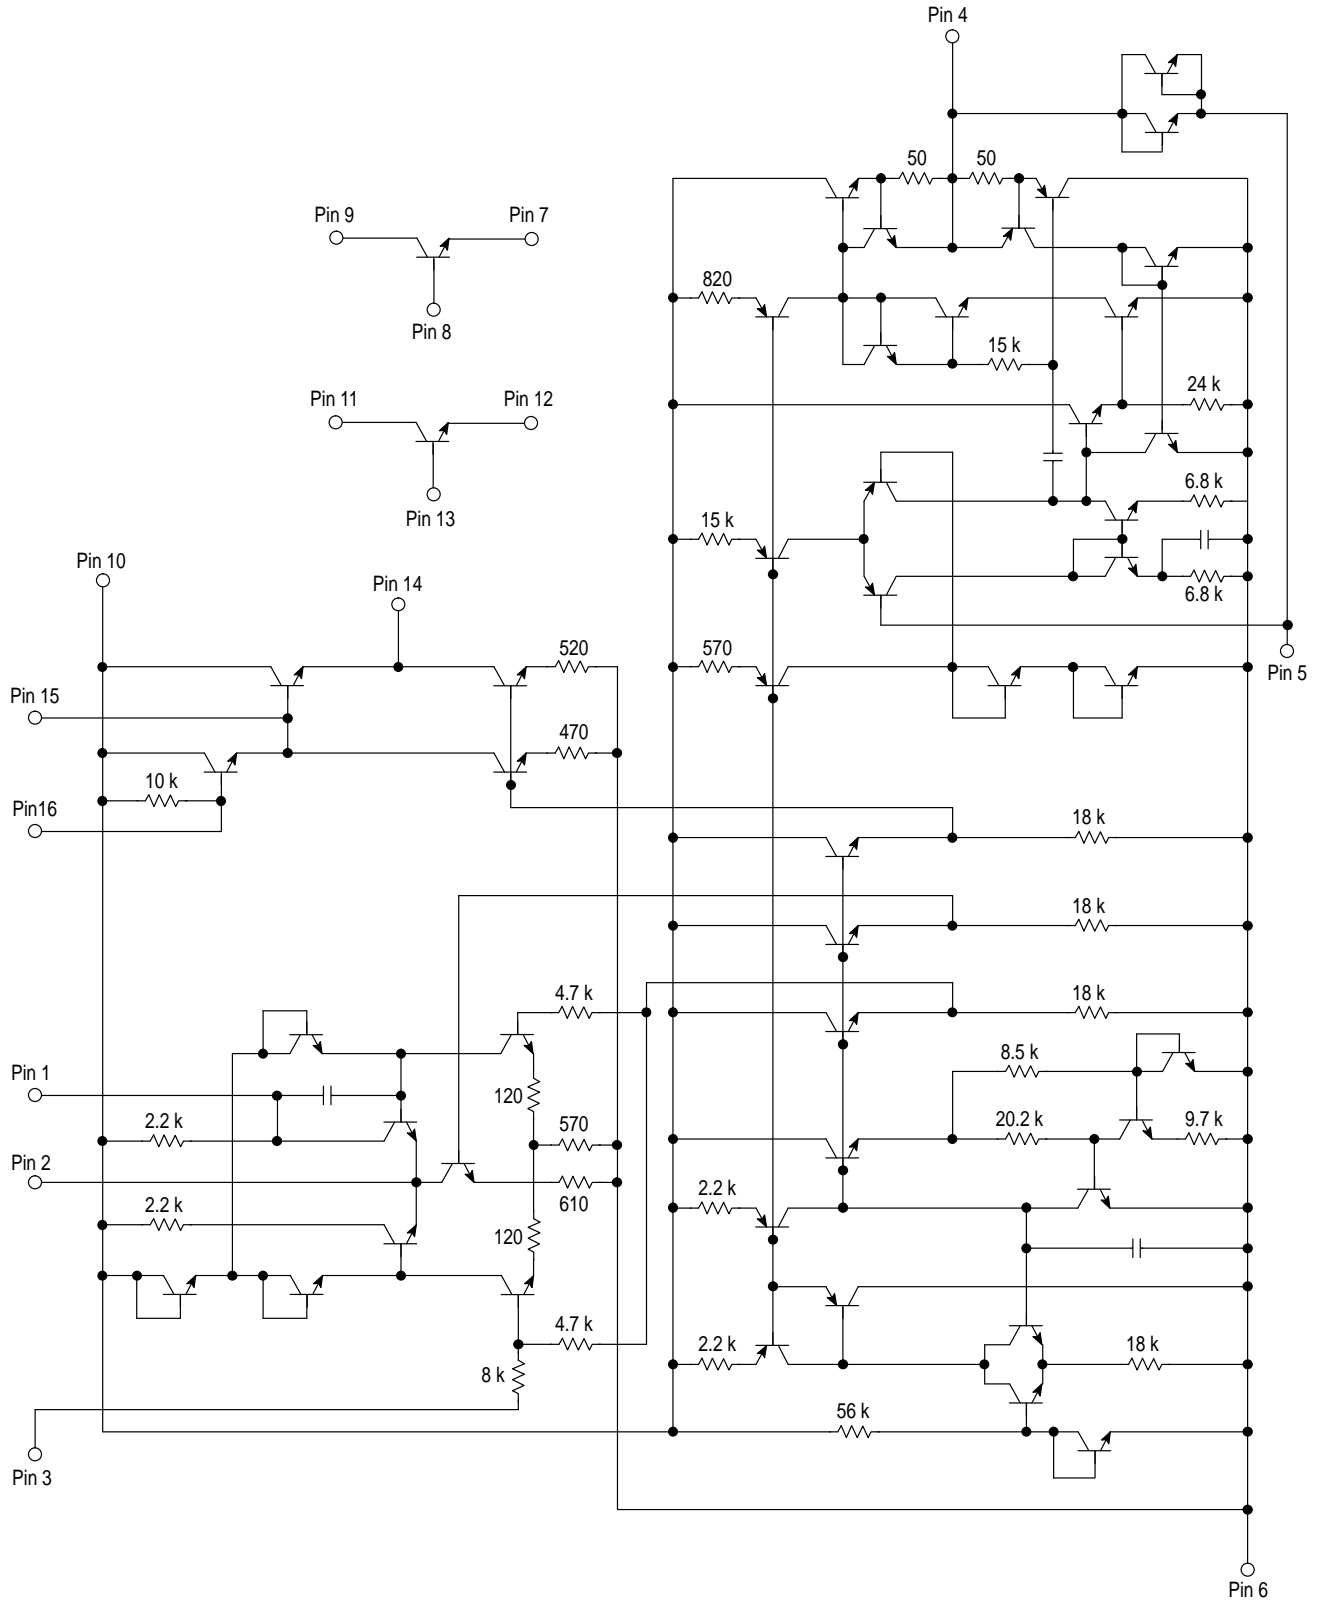 Pin 4
50 50
Pin 9 Pin 7
820
Pin 8
15 k
24 k
Pin 11 Pin 12
6.8 k
Pin 13
15 k
Pin 10
Pin 14
6.8 k
520
570
Pin 5
Pin 15
470
10 k
Pin16
18 k
18 k
4.7 k
18 k
8.5 k
Pin 1
120
2.2 k
570
20.2 k
9.7 k
Pin 2
2.2 k
2.2 k
610
120
4.7 k
2.2 k
18 k
8 k
56 k
Pin 3
Pin 6